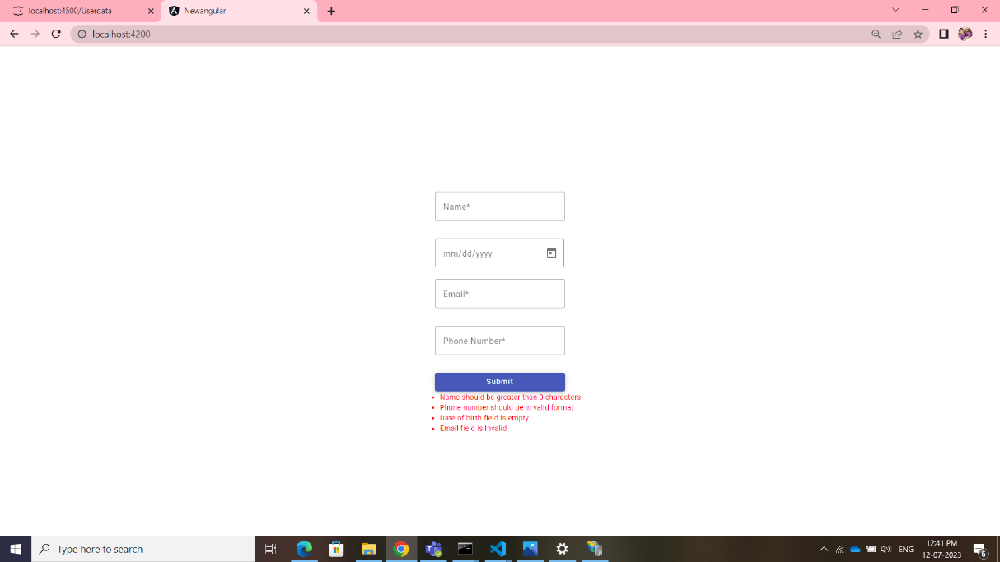 localhost:4500/Userdata
Newangular
localhost:4200
Name*
mm/dd/yyyy
Email*
Phone Number*
Submit
• Name should be greater than 3 characters
• Phone number should be in valid format
• Date of birth field is empty
• Email field is Invalid
Type here to search
ENG
12:41 PM
12-07-2023
6